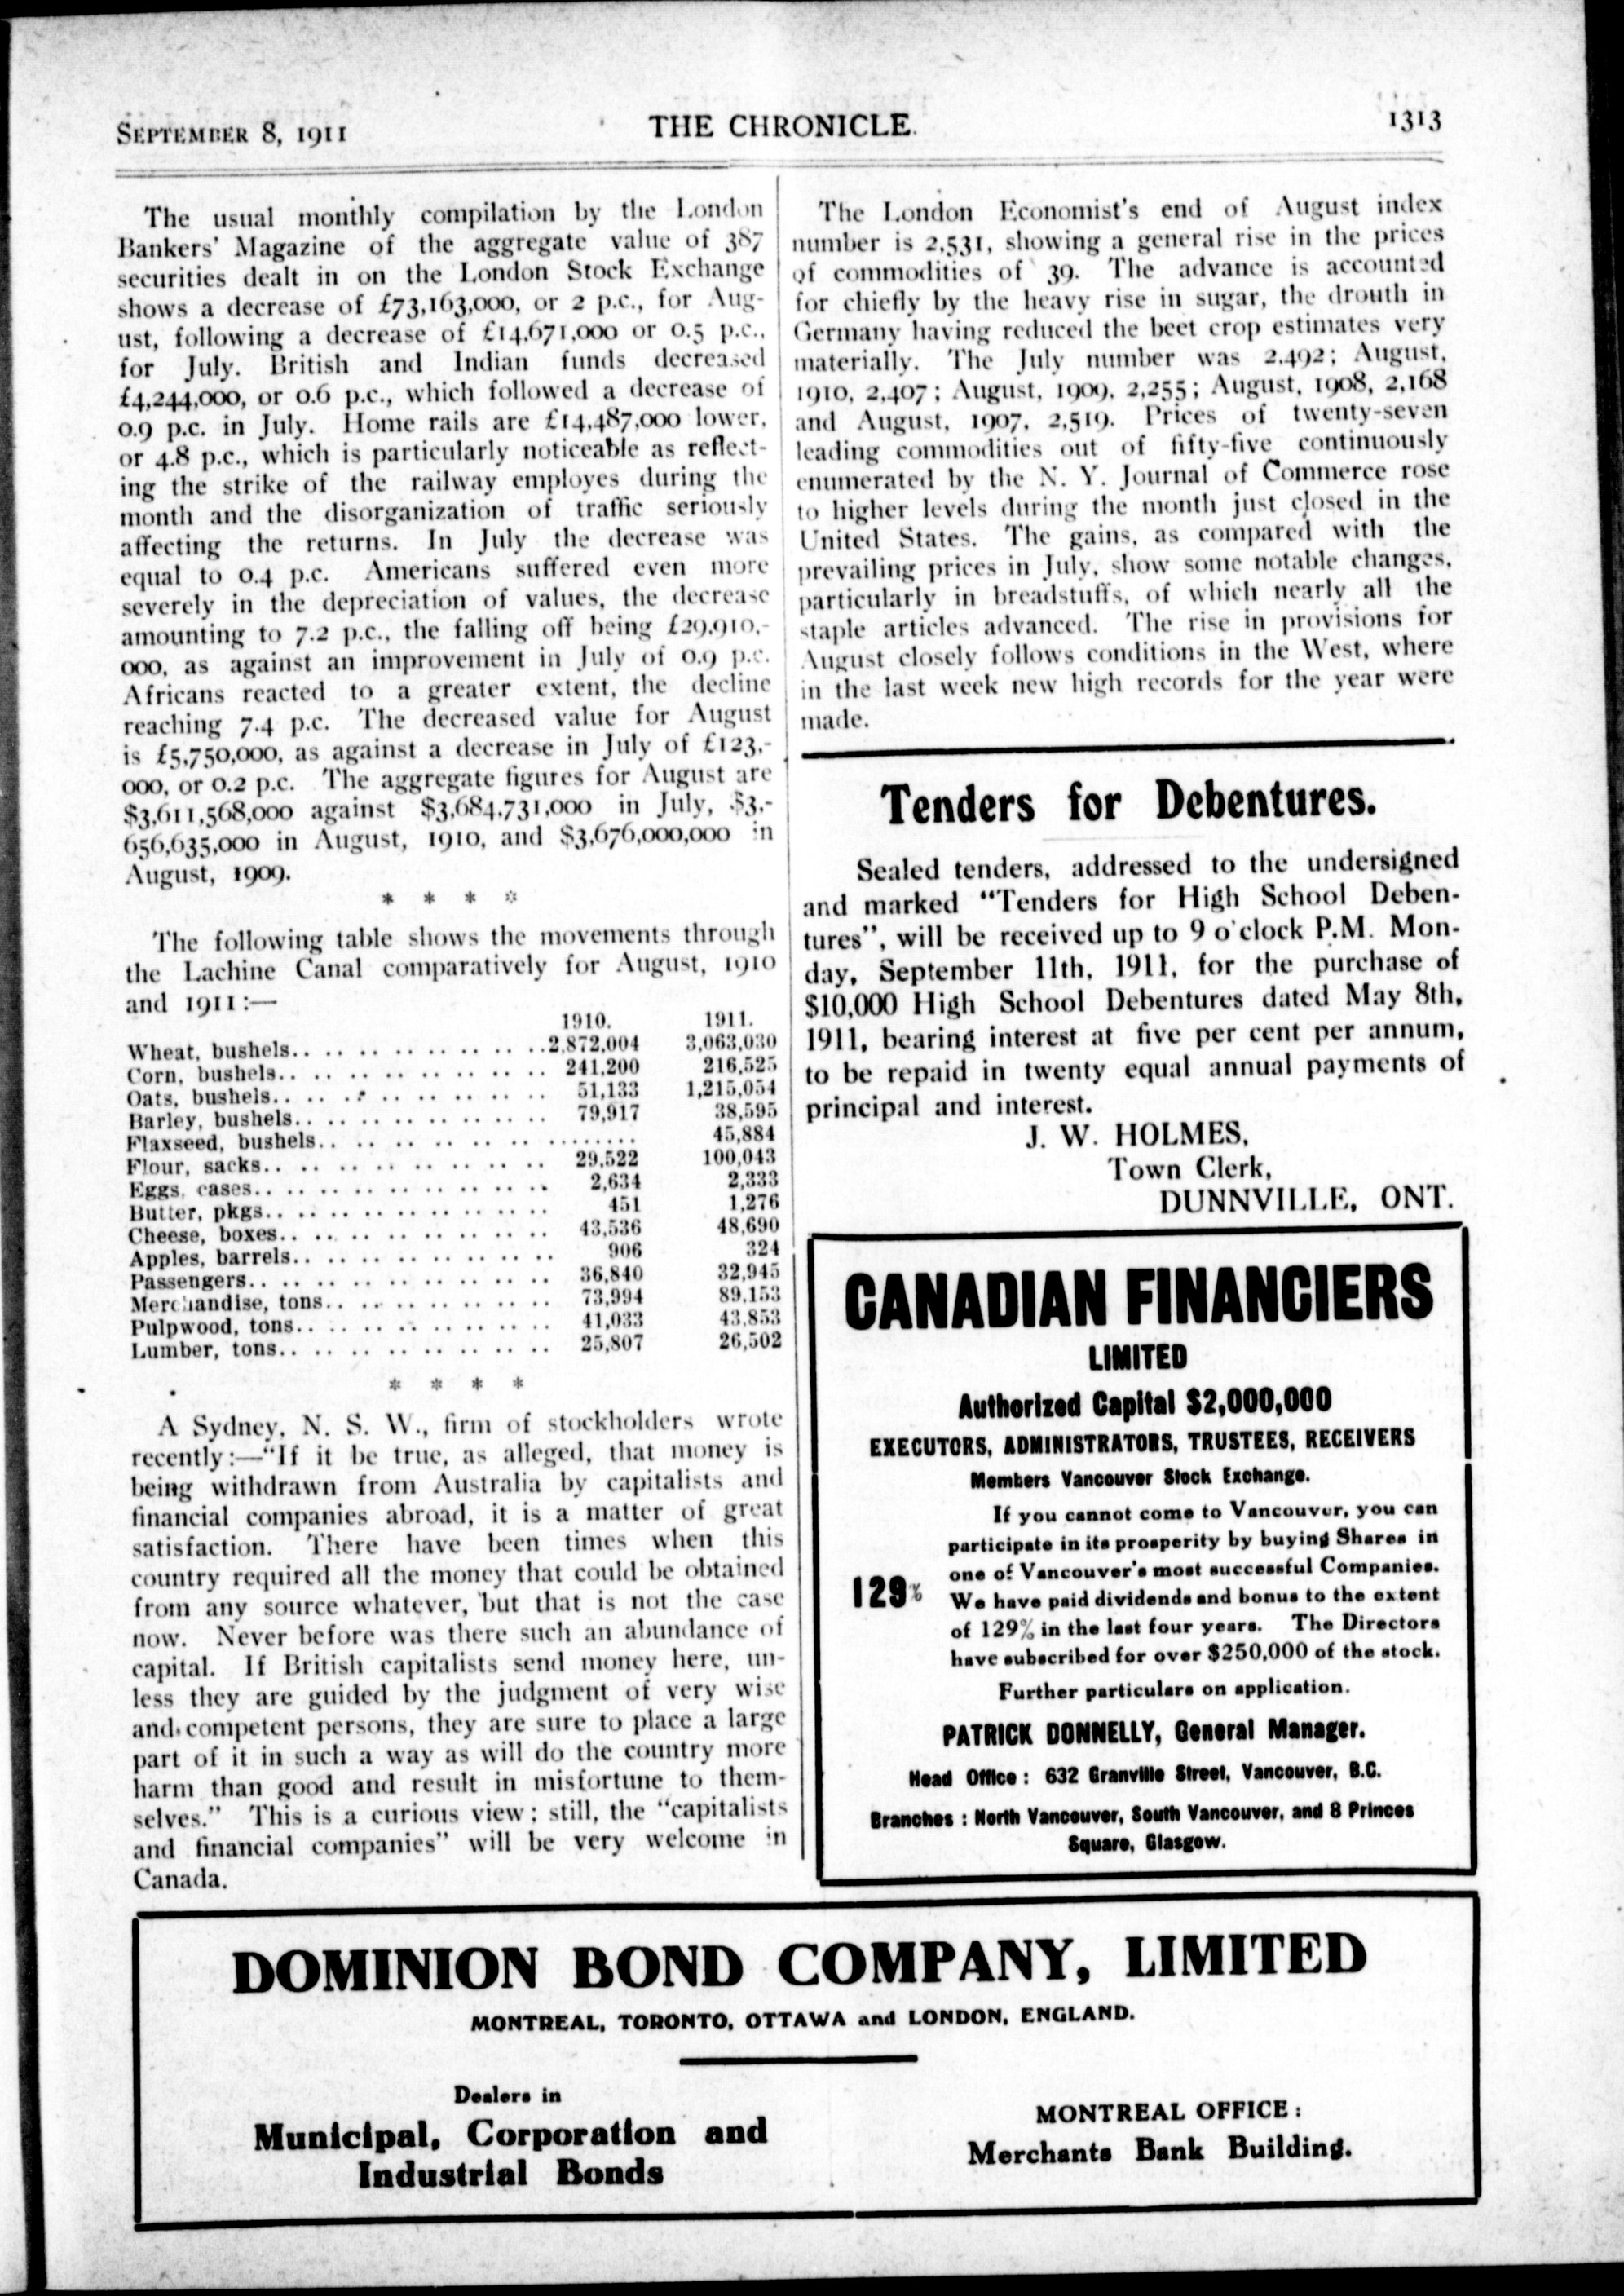 SEPTEMBER 8, 1911
THE CHRONICLE.
1313
The usual monthly compilation by the London
Bankers' Magazine of the aggregate value of 387
securities dealt in on the London Stock Exchange
shows a decrease of £73,163,000, or 2 p.c., for Aug-
ust, following a decrease of £14,671,000 or 0.5 p.c.,
for July. British and Indian funds decreased
£4,244,000, or 0.6 p.c., which followed a decrease of
0.9 p.c. in July. Home rails are £14,487,000 lower,
or 4.8 p.c., which is particularly noticeable as reflect-
ing the strike of the railway employes during the
month and the disorganization of traffic seriously
affecting the returns. In July the decrease was
equal to 0.4 p.c. Americans suffered even more
severely in the depreciation of values, the decrease
amounting to 7.2 p.c., the falling off being £29,910,-
000, as against an improvement in July of 0.9 p.c.
Africans reacted to a greater extent, the decline
reaching 7.4 p.c. The decreased value for August
is £5,750,000, as against a decrease in July of £123,-
000, or 0.2 p.c. The aggregate figures for August are
$3,611,568,000 against $3,684,731,000 in July, $3,-
656,635,000 in August, 1910, and $3,676,000,000 in
August, 1909.
* * * *
The following table shows the movements through
the Lachine Canal comparatively for August, 1910
and 1911:—
1910. 1911.
Wheat, bushels.. .. .. .. .. .. .. ..2,872,004 3,063,030
Corn, bushels.. .. .. .. .. .. .. .. 241,200 216,525
Oats, bushels.. .. .. .. .. .. .. .. 51,133 1,215,054
Barley, bushels.. .. .. .. .. .. .. .. 79,917 38,595
Flaxseed, bushels.. .. .. .. .. .. .. ........ 45,884
Flour, sacks.. .. .. .. .. .. .. .. 29,522 100,043
Eggs, cases.. .. .. .. .. .. .. .. 2,634 2,333
Butter, pkgs.. .. .. .. .. .. .. .. 451 1,276
Cheese, boxes.. .. .. .. .. .. .. .. 43,536 48,690
Apples, barrels.. .. .. .. .. .. .. .. 906 324
Passengers.. .. .. .. .. .. .. .. 36,840 32,945
Merchandise, tons.. .. .. .. .. .. .. 73,994 89,153
Pulpwood, tons.. .. .. .. .. .. .. .. 41,033 43,853
Lumber, tons.. .. .. .. .. .. .. .. 25,807 26,502
* * * *
A Sydney, N. S. W., firm of stockholders wrote
recently:—"If it be true, as alleged, that money is
being withdrawn from Australia by capitalists and
financial companies abroad, it is a matter of great
satisfaction. There have been times when this
country required all the money that could be obtained
from any source whatever, but that is not the case
now. Never before was there such an abundance of
capital. If British capitalists send money here, un-
less they are guided by the judgment of very wise
and competent persons, they are sure to place a large
part of it in such a way as will do the country more
harm than good and result in misfortune to them-
selves." This is a curious view; still, the "capitalists
and financial companies" will be very welcome in
Canada.
The London Economist's end of August index
number is 2,531, showing a general rise in the prices
of commodities of 39. The advance is accounted
for chiefly by the heavy rise in sugar, the drouth in
Germany having reduced the beet crop estimates very
materially. The July number was 2,492; August,
1910, 2,407; August, 1909, 2,255; August, 1908, 2,168
and August, 1907, 2,519. Prices of twenty-seven
leading commodities out of fifty-five continuously
enumerated by the N. Y. Journal of Commerce rose
to higher levels during the month just closed in the
United States. The gains, as compared with the
prevailing prices in July, show some notable changes,
particularly in breadstuffs, of which nearly all the
staple articles advanced. The rise in provisions for
August closely follows conditions in the West, where
in the last week new high records for the year were
made.
Tenders for Debentures.
Sealed tenders, addressed to the undersigned
and marked "Tenders for High School Deben-
tures", will be received up to 9 o'clock P.M. Mon-
day, September 11th, 1911, for the purchase of
$10,000 High School Debentures dated May 8th,
1911, bearing interest at five per cent per annum,
to be repaid in twenty equal annual payments of
principal and interest.
J. W. HOLMES,
Town Clerk,
DUNNVILLE, ONT.
CANADIAN FINANCIERS
LIMITED
Authorized Capital $2,000,000
EXECUTORS, ADMINISTRATORS, TRUSTEES, RECEIVERS
Members Vancouver Stock Exchange.
If you cannot come to Vancouver, you can
participate in its prosperity by buying Shares in
one of Vancouver's most successful Companies.
129% We have paid dividends and bonus to the extent
of 129% in the last four years. The Directors
have subscribed for over $250,000 of the stock.
Further particulars on application.
PATRICK DONNELLY, General Manager.
Head Office : 632 Granville Street, Vancouver, B.C.
Branches : North Vancouver, South Vancouver, and 8 Princes
Square, Glasgow.
DOMINION BOND COMPANY, LIMITED
MONTREAL, TORONTO, OTTAWA and LONDON, ENGLAND.
Dealers in
Municipal, Corporation and
Industrial Bonds
MONTREAL OFFICE :
Merchants Bank Building.